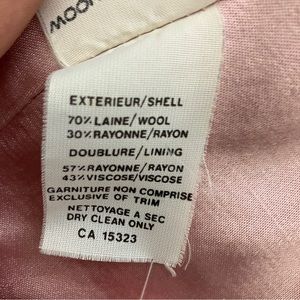 MOON
EXTERIEUR/SHELL
70% LAINE/WOOL
30% RAYONNE/RAYON
DOUBLURE/LINING
57% RAYONNE/RAYON
43% VISCOSE/VISCOSE
GARNITURE NON COMPRISE
EXCLUSIVE OF TRIM
NETTOYAGE A SEC
DRY CLEAN ONLY
CA 15323